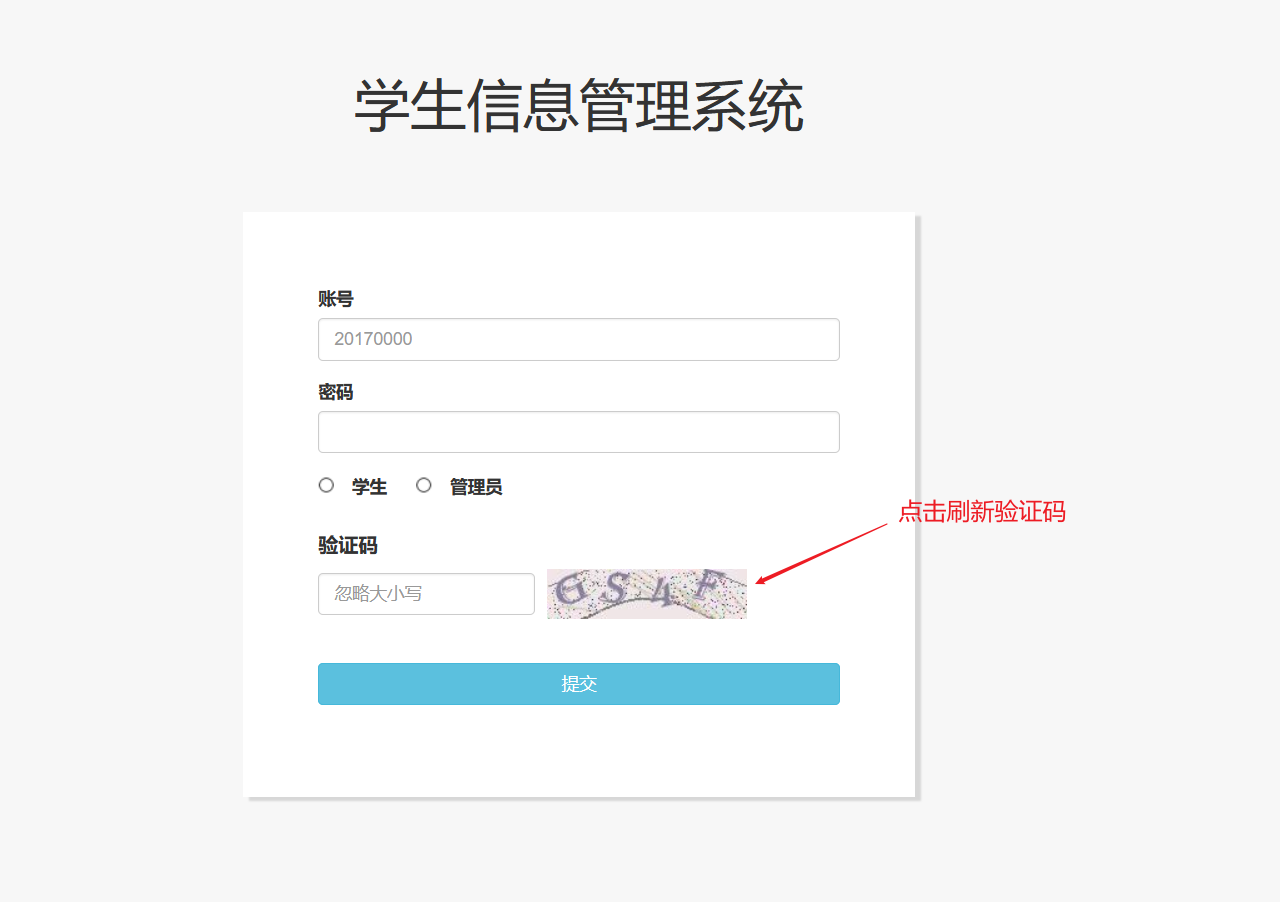 学生信息管理系统
账号
20170000
密码
学生 管理员
点击刷新验证码
验证码
忽略大小写 GS4F
提交